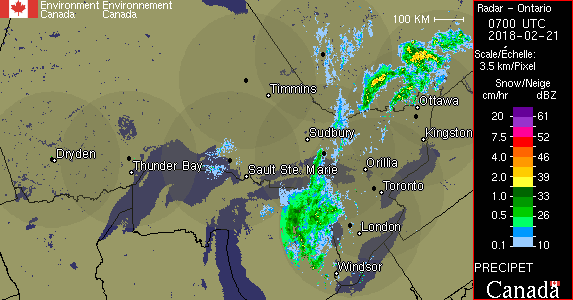 Environment Environnement
Canada Canada
100 KM
Timmins
Ottawa
Sudbury
Kingston
Dryden
Thunder Bay
Sault Ste. Marie
Orillia
Toronto
London
Windsor
Radar - Ontario
0700 UTC
2018-02-21
Scale/Échelle:
3.5 km/Pixel
Snow/Neige
cm/hr dBZ
20 61
7.5 52
4.0 46
2.0 39
1.0 33
0.5 26
0.1 10
PRECIPET
Canada